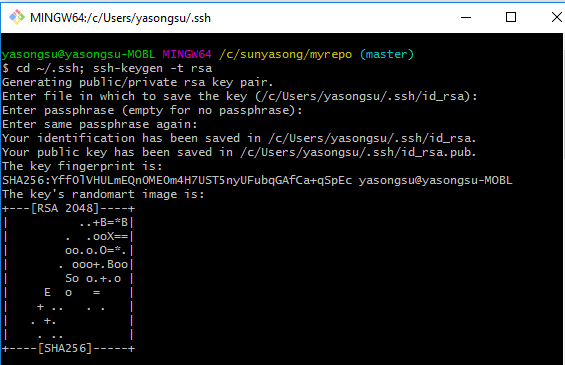 MINGW64:/c/Users/yasongsu/.ssh
yasongsu@yasongsu-MOBL MINGW64 /c/sunyasong/myrepo (master)
$ cd ~/.ssh; ssh-keygen -t rsa
Generating public/private rsa key pair.
Enter file in which to save the key (/c/Users/yasongsu/.ssh/id_rsa):
Enter passphrase (empty for no passphrase):
Enter same passphrase again:
Your identification has been saved in /c/Users/yasongsu/.ssh/id_rsa.
Your public key has been saved in /c/Users/yasongsu/.ssh/id_rsa.pub.
The key fingerprint is:
SHA256:YffOlVHULmEQnOMEOm4H7UST5nyUFubqGAfCa+qSpEc yasongsu@yasongsu-MOBL
The key's randomart image is:
+---[RSA 2048]----+
|          ..+B=*B|
|        .  .ooX==|
|        oo.o.O=*.|
|       . ooo+.Boo|
|        So o.+.o |
|     E  o   =    |
|    + ..   . .   |
|   . +.          |
|    . ..         |
+----[SHA256]-----+